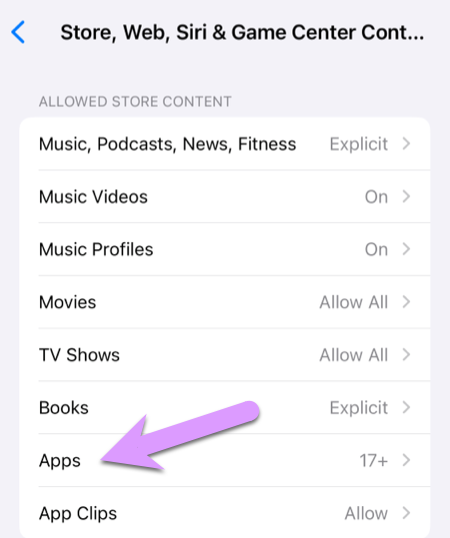 Store, Web, Siri & Game Center Cont...
ALLOWED STORE CONTENT
Music, Podcasts, News, Fitness Explicit
Music Videos On
Music Profiles On
Movies Allow All
TV Shows Allow All
Books Explicit
Apps 17+
App Clips Allow